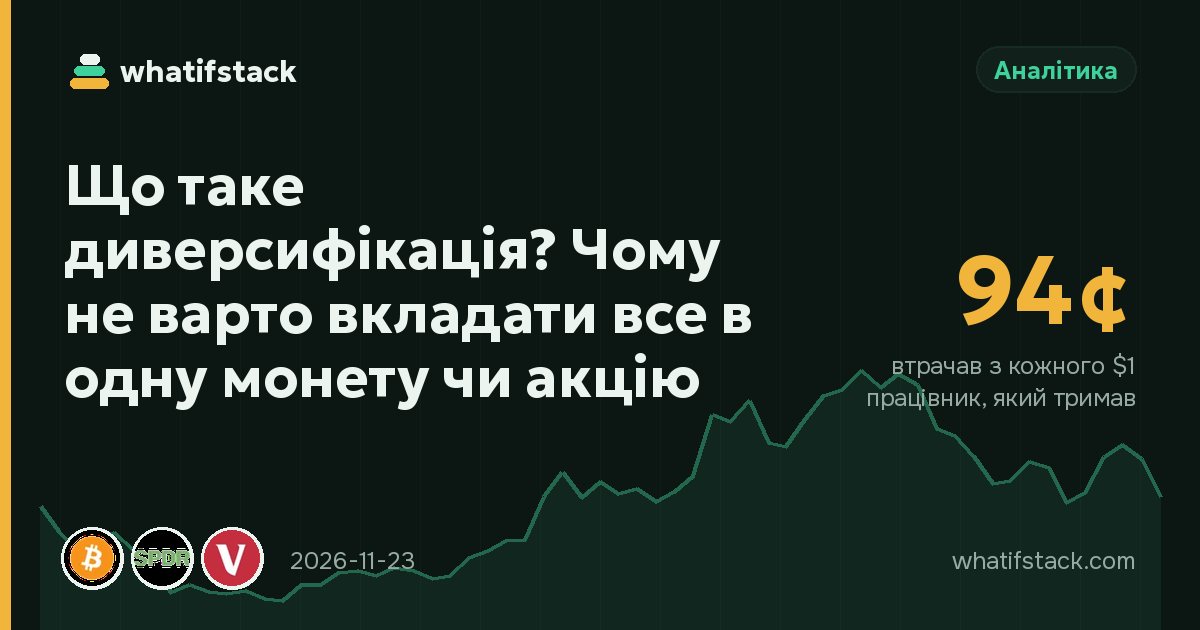 whatifstack
Аналітика
Що таке
диверсифікація? Чому
не варто вкладати все в
одну монету чи акцію
94¢
втрачав з кожного $1
працівник, який тримав
SPDR
V
2026-11-23
whatifstack.com